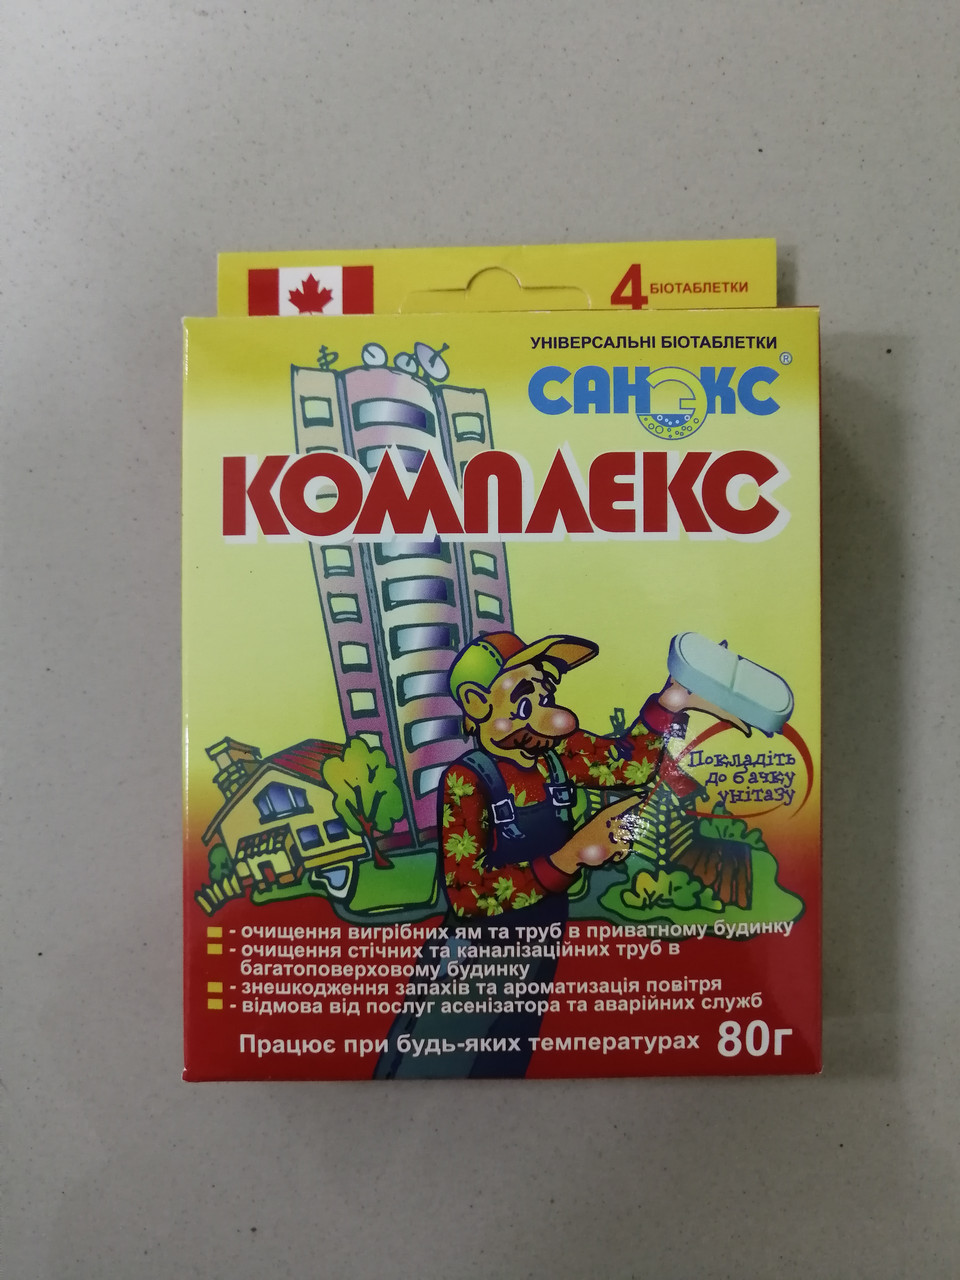 4 БІОТАБЛЕТКИ
УНІВЕРСАЛЬНІ БІОТАБЛЕТКИ
САНЭКС ®
КОМПЛЕКС
Покладіть
до бачку
унітазу
- очищення вигрібних ям та труб в приватному будинку
- очищення стічних та каналізаційних труб в
багатоповерховому будинку
- знешкодження запахів та ароматизація повітря
- відмова від послуг асенізатора та аварійних служб
Працює при будь-яких температурах 80г